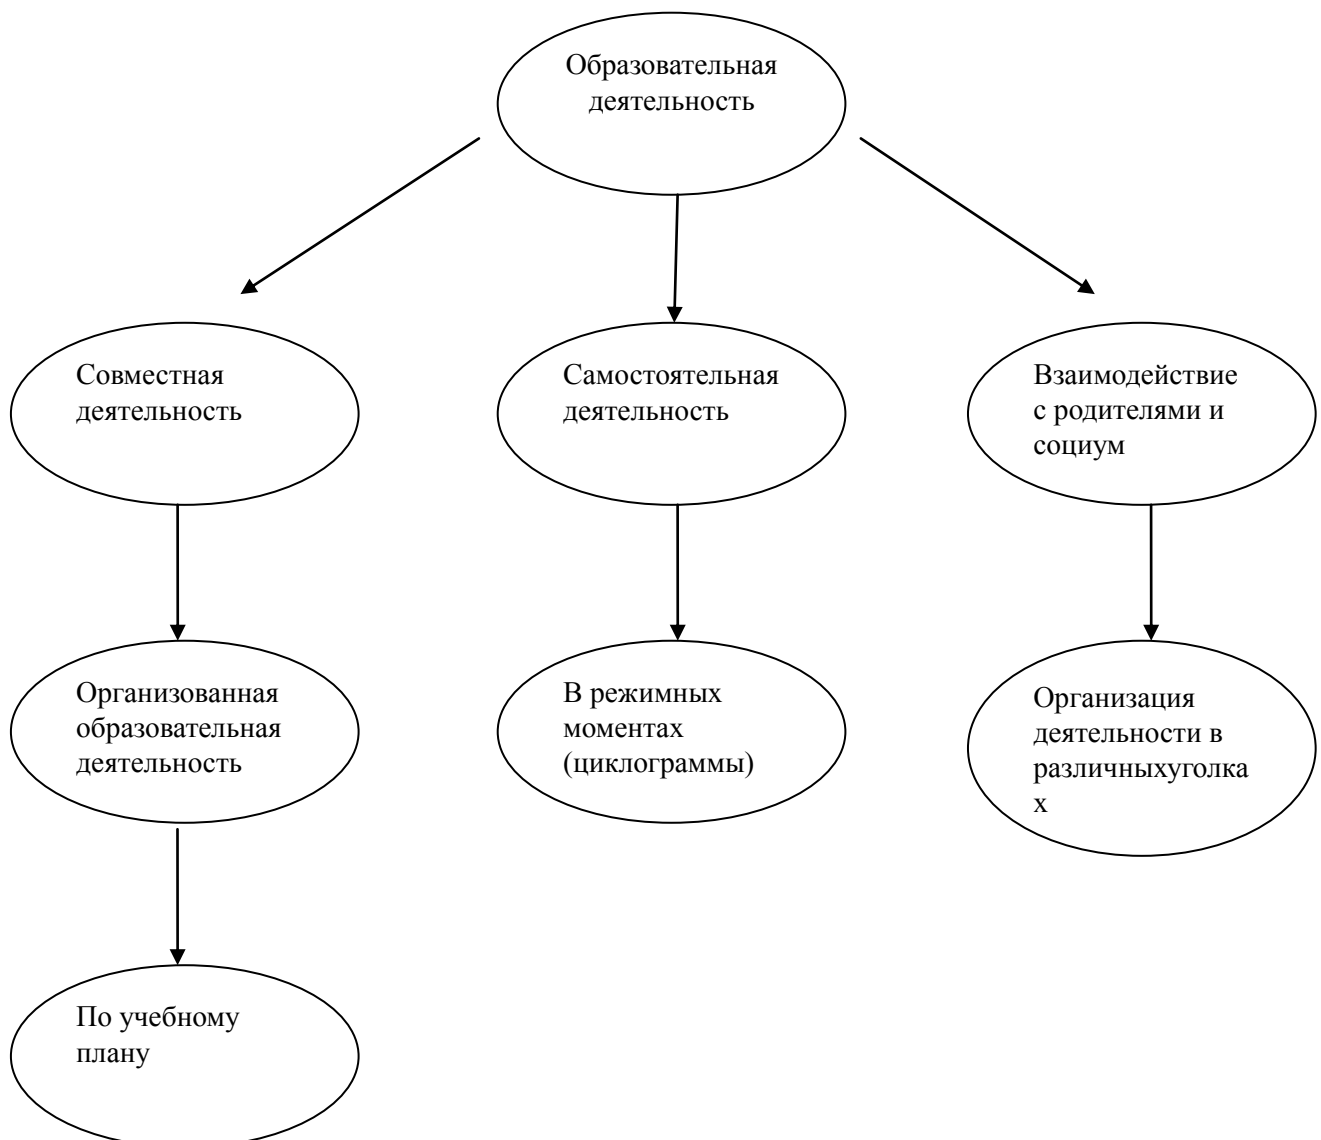 Образовательная
деятельность
Совместная
деятельность
Самостоятельная
деятельность
Взаимодействие
с родителями и
социум
Организованная
образовательная
деятельность
В режимных
моментах
(циклограммы)
Организация
деятельности в
различныхуголка
х
По учебному
плану